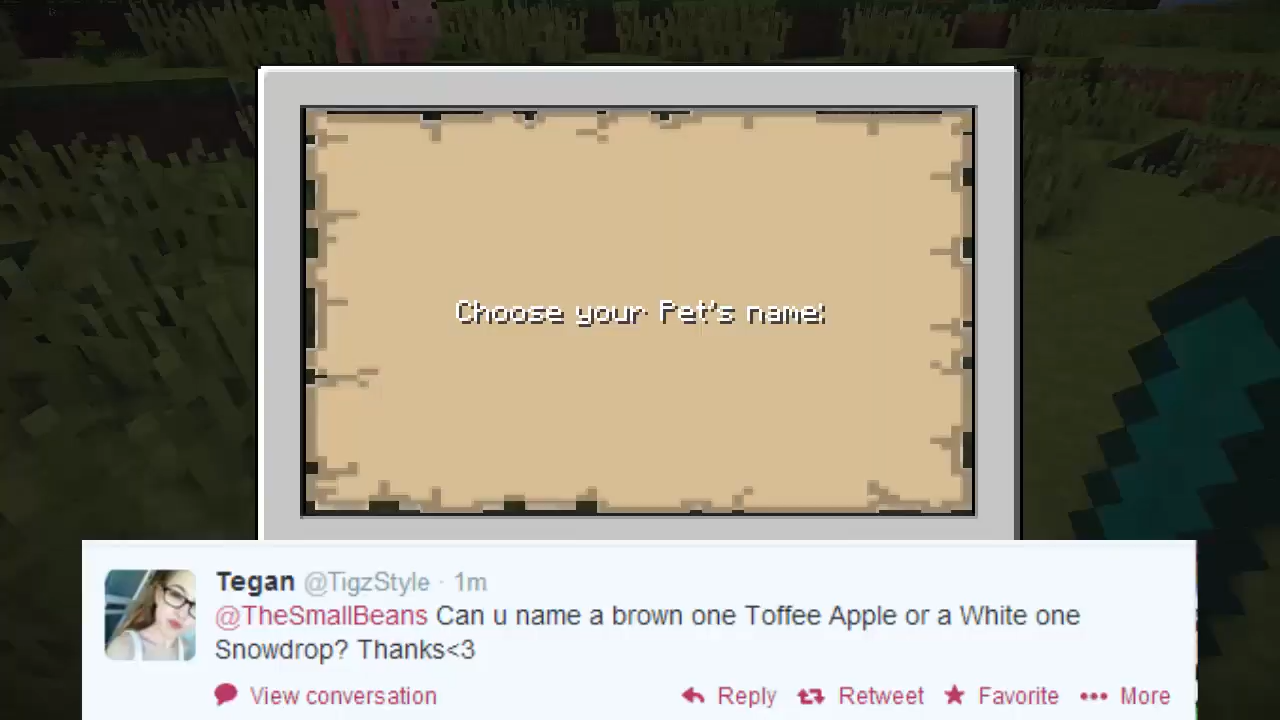 Choose your Pet's name:
Tegan @TigzStyle · 1m
@TheSmallBeans Can u name a brown one Toffee Apple or a White one
Snowdrop? Thanks<3
View conversation Reply Retweet Favorite More